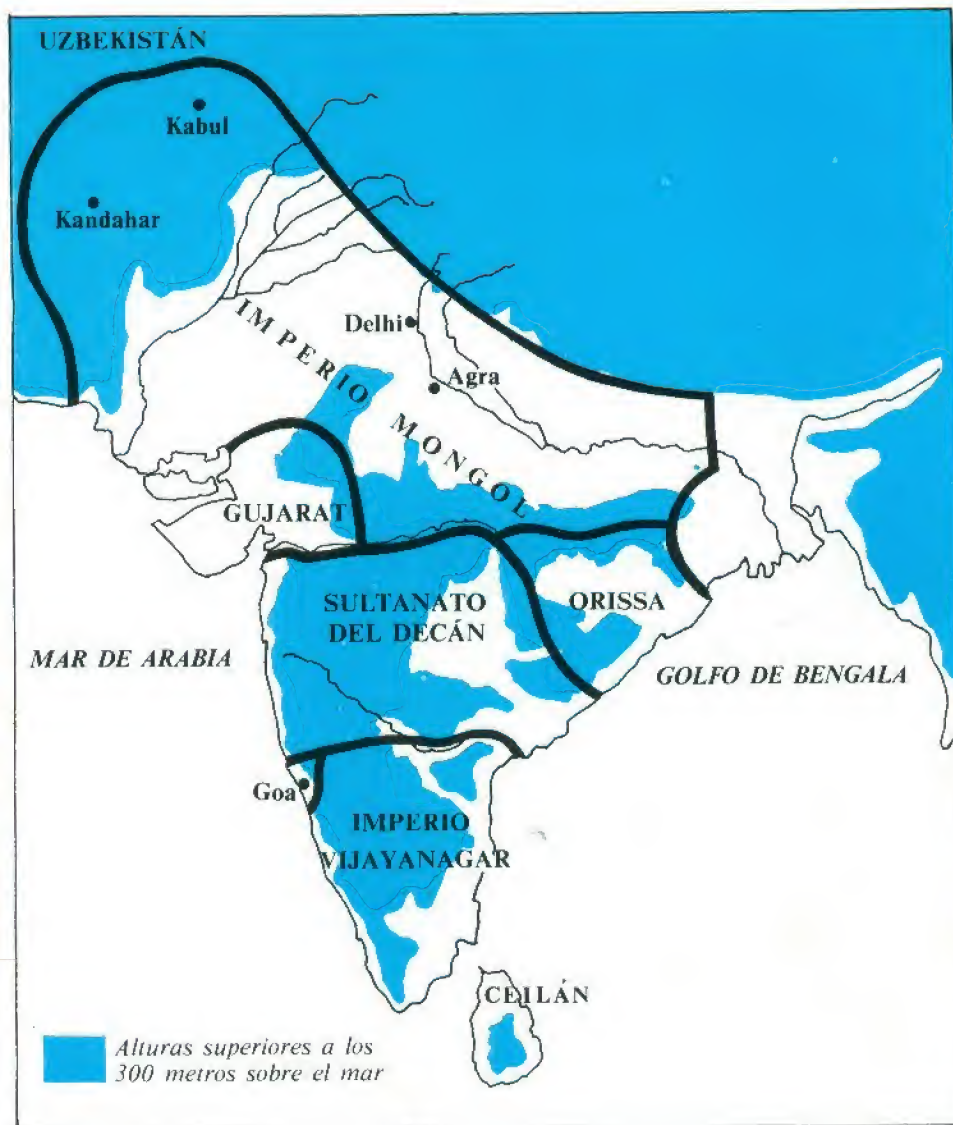 UZBEKISTÁN
Kabul
Kandahar
Delhi
IMPERIO MONGOL
Agra
GUJARAT
SULTANATO
DEL DECÁN
ORISSA
MAR DE ARABIA
GOLFO DE BENGALA
Goa
IMPERIO
VIJAYANAGAR
CEILÁN
Alturas superiores a los
300 metros sobre el mar